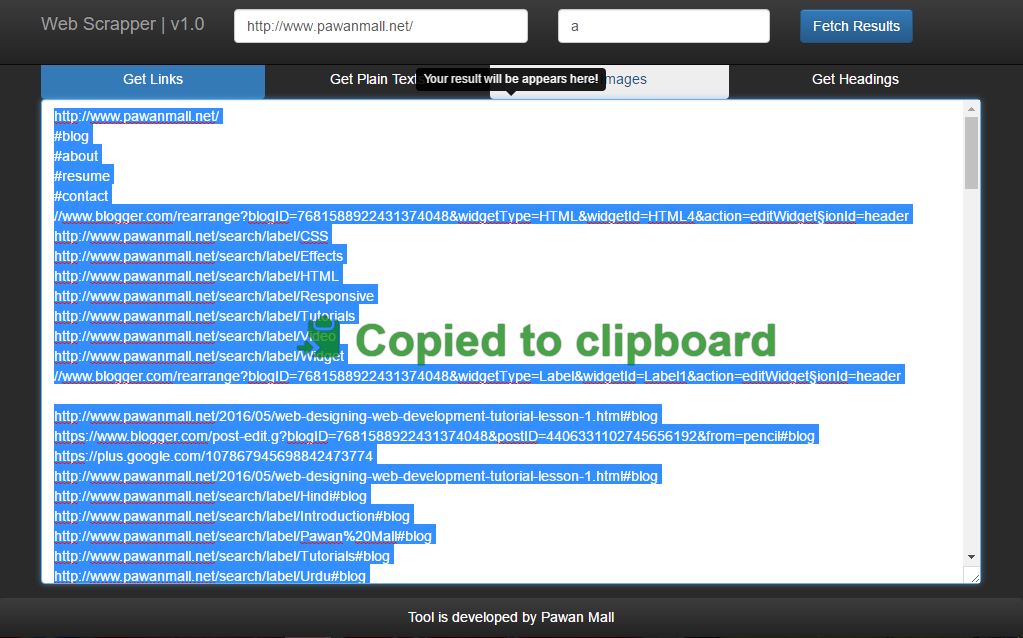 Web Scrapper | v1.0
http://www.pawanmall.net/
a
Fetch Results
Get Links
Get Plain Text
Your result will be appears here!
mages
Get Headings
http://www.pawanmall.net/
#blog
#about
#resume
#contact
//www.blogger.com/rearrange?blogID=7681588922431374048&widgetType=HTML&widgetId=HTML4&action=editWidget§ionId=header
http://www.pawanmall.net/search/label/CSS
http://www.pawanmall.net/search/label/Effects
http://www.pawanmall.net/search/label/HTML
http://www.pawanmall.net/search/label/Responsive
http://www.pawanmall.net/search/label/Tutorials
http://www.pawanmall.net/search/label/Video
Copied to clipboard
http://www.pawanmall.net/search/label/Widget
//www.blogger.com/rearrange?blogID=7681588922431374048&widgetType=Label&widgetId=Label1&action=editWidget§ionId=header
http://www.pawanmall.net/2016/05/web-designing-web-development-tutorial-lesson-1.html#blog
https://www.blogger.com/post-edit.g?blogID=7681588922431374048&postID=4406331102745656192&from=pencil#blog
https://plus.google.com/107867945698842473774
http://www.pawanmall.net/2016/05/web-designing-web-development-tutorial-lesson-1.html#blog
http://www.pawanmall.net/search/label/Hindi#blog
http://www.pawanmall.net/search/label/Introduction#blog
http://www.pawanmall.net/search/label/Pawan%20Mall#blog
http://www.pawanmall.net/search/label/Tutorials#blog
http://www.pawanmall.net/search/label/Urdu#blog
Tool is developed by Pawan Mall